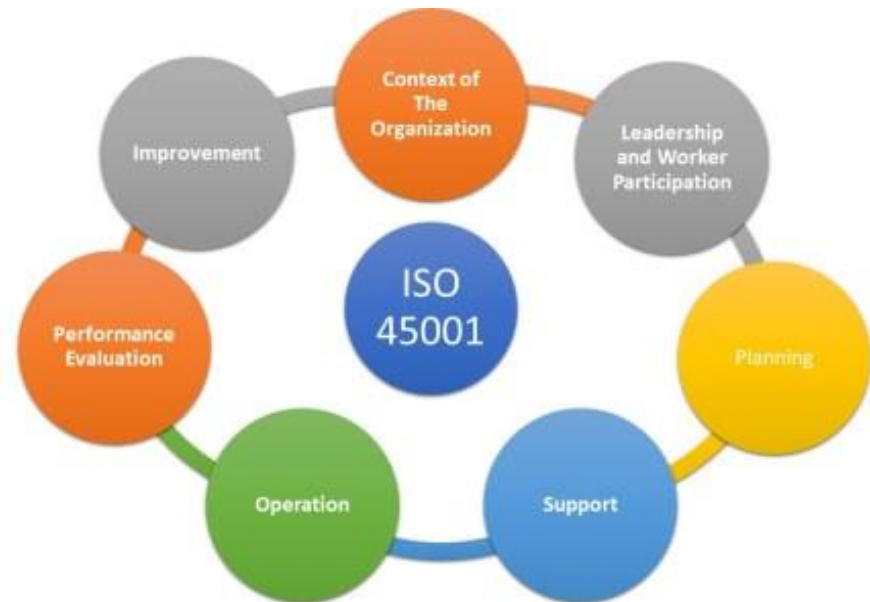 Context of
The
Organization
Leadership
and Worker
Participation
Planning
Support
Operation
Performance
Evaluation
Improvement
ISO
45001